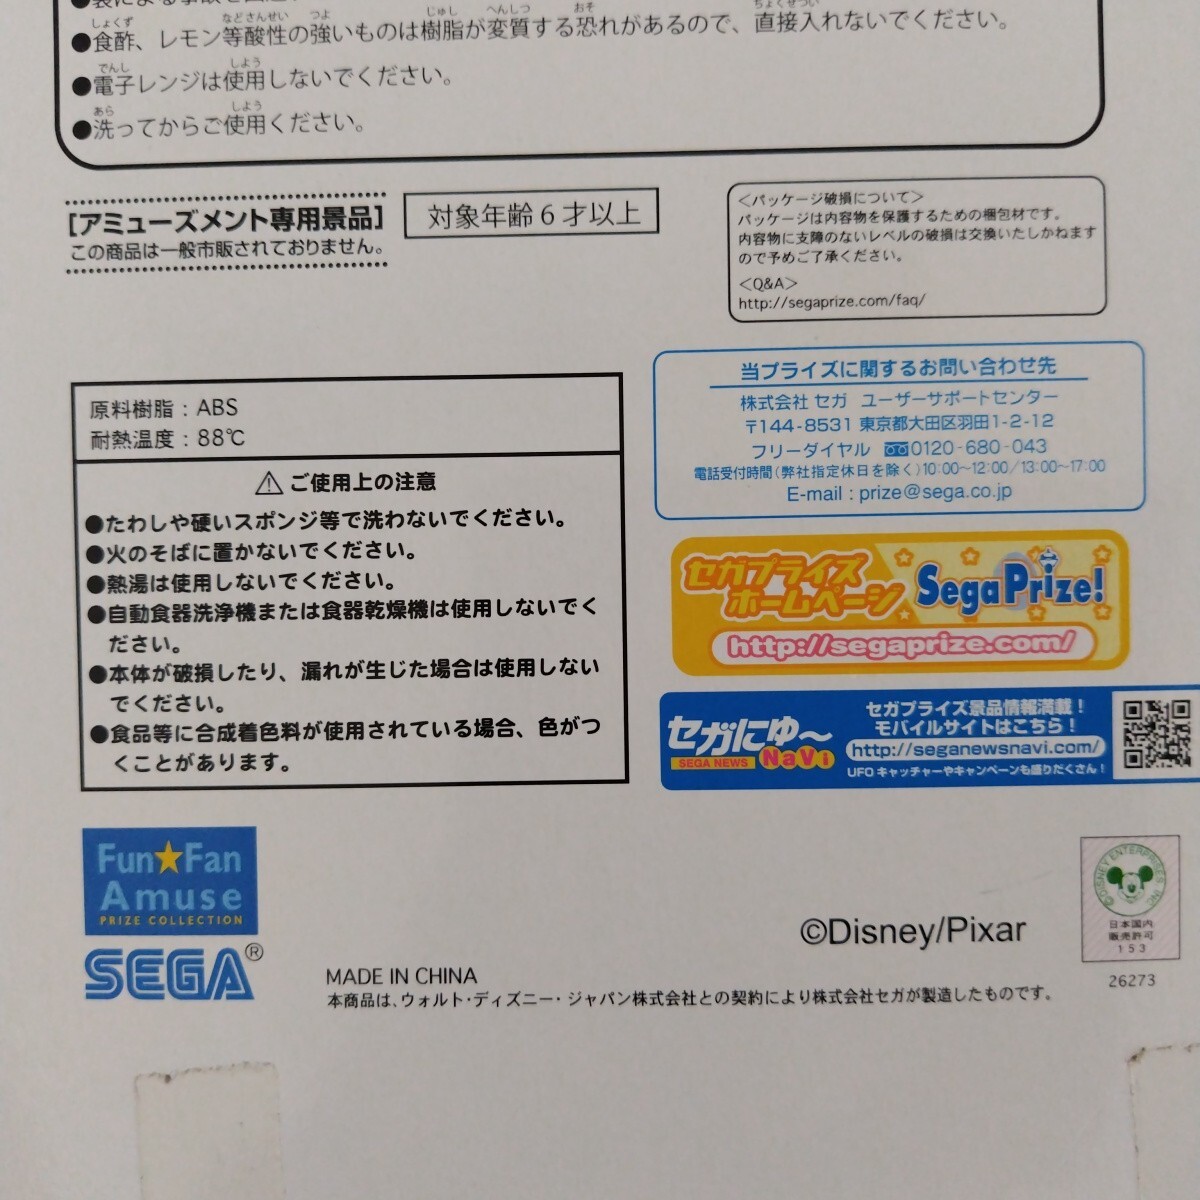 ●食酢、レモン等酸性の強いものは樹脂が変質する恐れがあるので、直接入れないでください。
●電子レンジは使用しないでください。
●洗ってからご使用ください。
[アミューズメント専用景品]
この商品は一般市販されておりません。
対象年齢6才以上
＜パッケージ破損について＞
パッケージは内容物を保護するための梱包材です。
内容物に支障のないレベルの破損は交換いたしかねます
ので予めご了承ください。
＜Q&A＞
http://segaprize.com/faq/
原料樹脂：ABS
耐熱温度：88℃
⚠ご使用上の注意
●たわしや硬いスポンジ等で洗わないでください。
●火のそばに置かないでください。
●熱湯は使用しないでください。
●自動食器洗浄機または食器乾燥機は使用しないでく
ださい。
●本体が破損したり、漏れが生じた場合は使用しない
でください。
●食品等に合成着色料が使用されている場合、色がつ
くことがあります。
当プライズに関するお問い合わせ先
株式会社 セガ ユーザーサポートセンター
〒144-8531 東京都大田区羽田1-2-12
フリーダイヤル 0120-680-043
電話受付時間(弊社指定休日を除く)10:00～12:00/13:00～17:00
E-mail : prize@sega.co.jp
セガプライズ
ホームページ
SegaPrize!
http://segaprize.com/
セガにゅ～
SEGA NEWS NaVi
セガプライズ景品情報満載！
モバイルサイトはこちら！
http://seganewsnavi.com/
UFOキャッチャーやキャンペーンも盛りだくさん！
Fun★Fan
Amuse
PRIZE COLLECTION
SEGA®
MADE IN CHINA
本商品は、ウォルト・ディズニー・ジャパン株式会社との契約により株式会社セガが製造したものです。
©Disney/Pixar
©DISNEY ENTERPRISES, INC.
日本国内
販売許可
153
26273